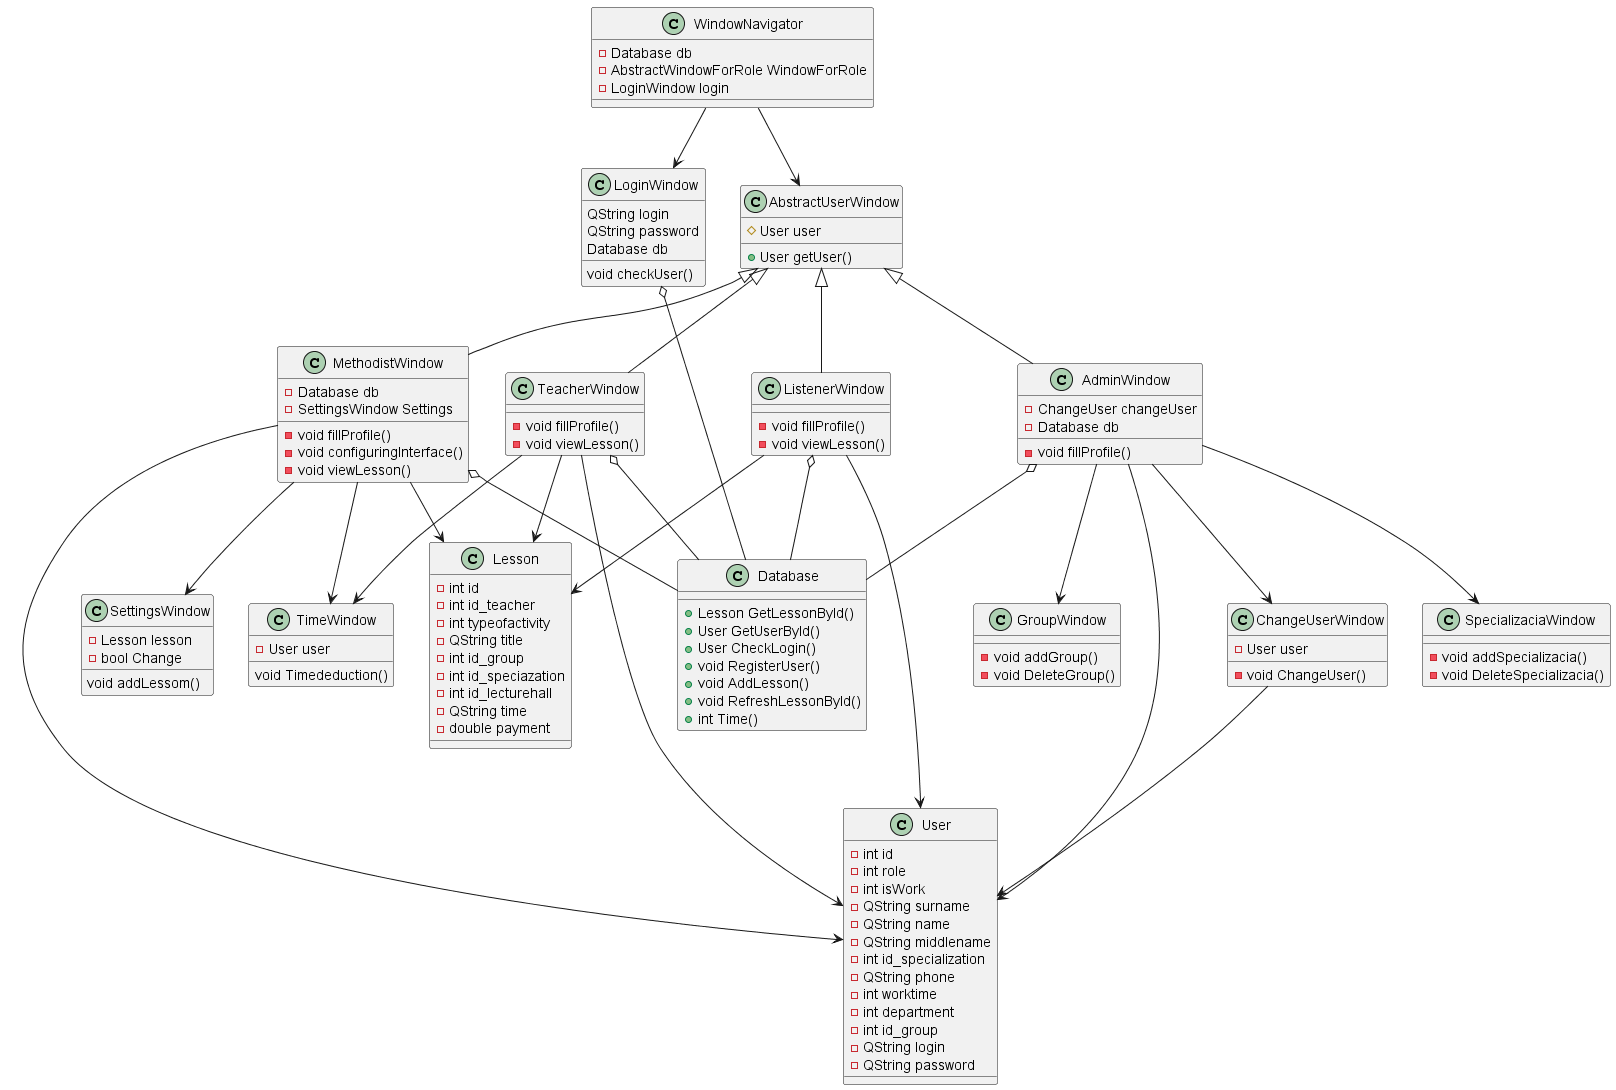 C WindowNavigator
Database db
AbstractWindowForRole WindowForRole
LoginWindow login
C LoginWindow
QString login
QString password
Database db
void checkUser()
C AbstractUserWindow
User user
User getUser()
C MethodistWindow
Database db
SettingsWindow Settings
void fillProfile()
void configuringInterface()
void viewLesson()
C TeacherWindow
void fillProfile()
void viewLesson()
C ListenerWindow
void fillProfile()
void viewLesson()
C AdminWindow
ChangeUser changeUser
Database db
void fillProfile()
C SettingsWindow
Lesson lesson
bool Change
void addLessom()
C TimeWindow
User user
void Timededuction()
C Lesson
int id
int id_teacher
int typeofactivity
QString title
int id_group
int id_speciazation
int id_lecturehall
QString time
double payment
C Database
Lesson GetLessonById()
User GetUserById()
User CheckLogin()
void RegisterUser()
void AddLesson()
void RefreshLessonById()
int Time()
C GroupWindow
void addGroup()
void DeleteGroup()
C ChangeUserWindow
User user
void ChangeUser()
C SpecializaciaWindow
void addSpecializacia()
void DeleteSpecializacia()
C User
int id
int role
int isWork
QString surname
QString name
QString middlename
int id_specialization
QString phone
int worktime
int department
int id_group
QString login
QString password